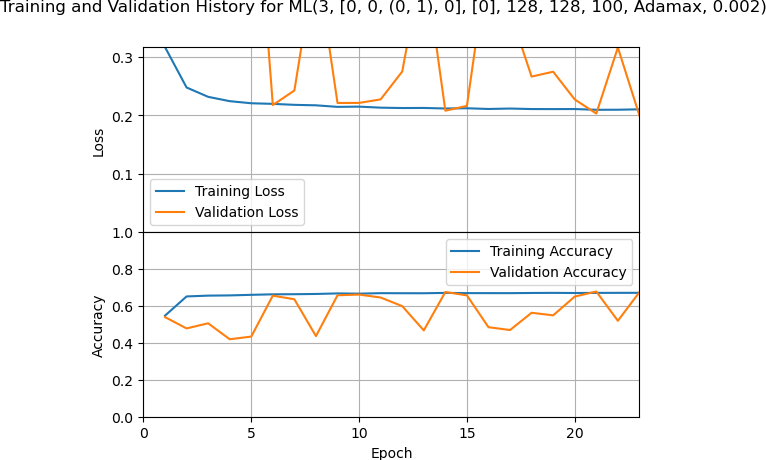 Training and Validation History for ML(3, [0, 0, (0, 1), 0], [0], 128, 128, 100, Adamax, 0.002)
0.3
0.2
0.1
Loss
Training Loss
Validation Loss
1.0
0.8
0.6
0.4
0.2
0.0
Accuracy
Training Accuracy
Validation Accuracy
0 5 10 15 20
Epoch